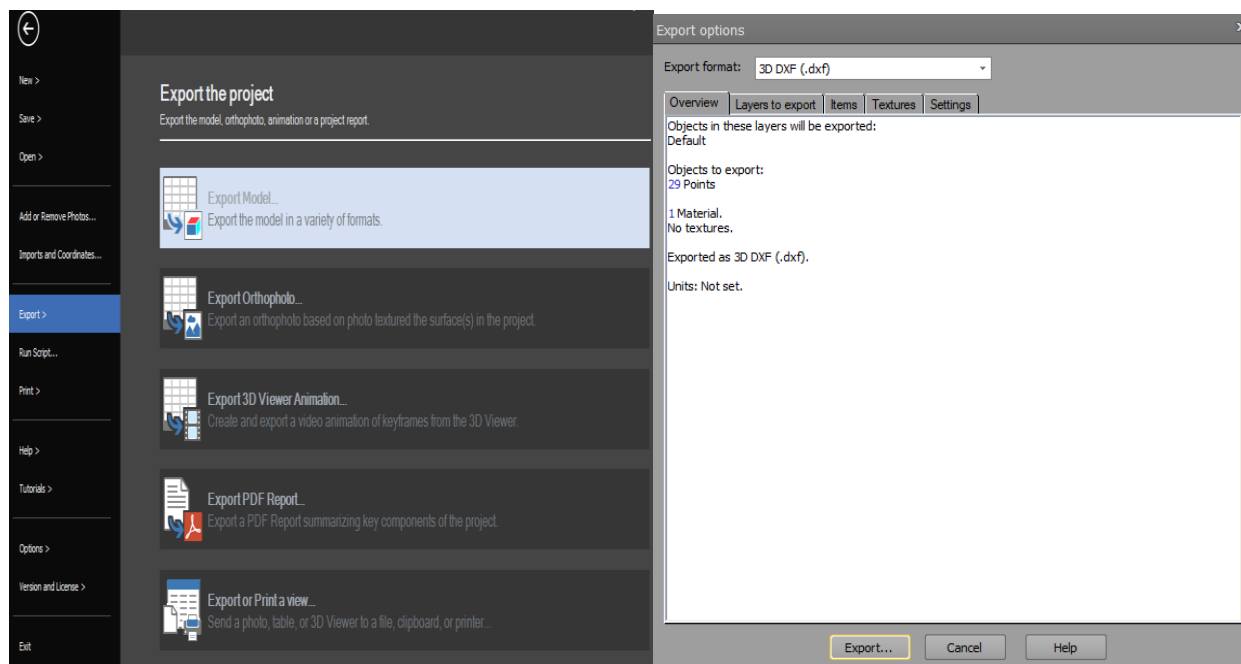 New >
Save >
Open >
Add or Remove Photos...
Imports and Coordinates...
Export >
Run Script...
Print >
Help >
Tutorials >
Options >
Version and License >
Exit
Export the project
Export the model, orthophoto, animation or a project report.
Export Model...
Export the model in a variety of formats.
Export Orthophoto...
Export an orthophoto based on photo textured the surface(s) in the project.
Export 3D Viewer Animation...
Create and export a video animation of keyframes from the 3D Viewer.
Export PDF Report...
Export a PDF Report summarizing key components of the project.
Export or Print a view...
Send a photo, table, or 3D Viewer to a file, clipboard, or printer...
Export options
Export format: 3D DXF (.dxf)
Overview Layers to export Items Textures Settings
Objects in these layers will be exported:
Default
Objects to export:
29 Points
1 Material.
No textures.
Exported as 3D DXF (.dxf).
Units: Not set.
Export... Cancel Help